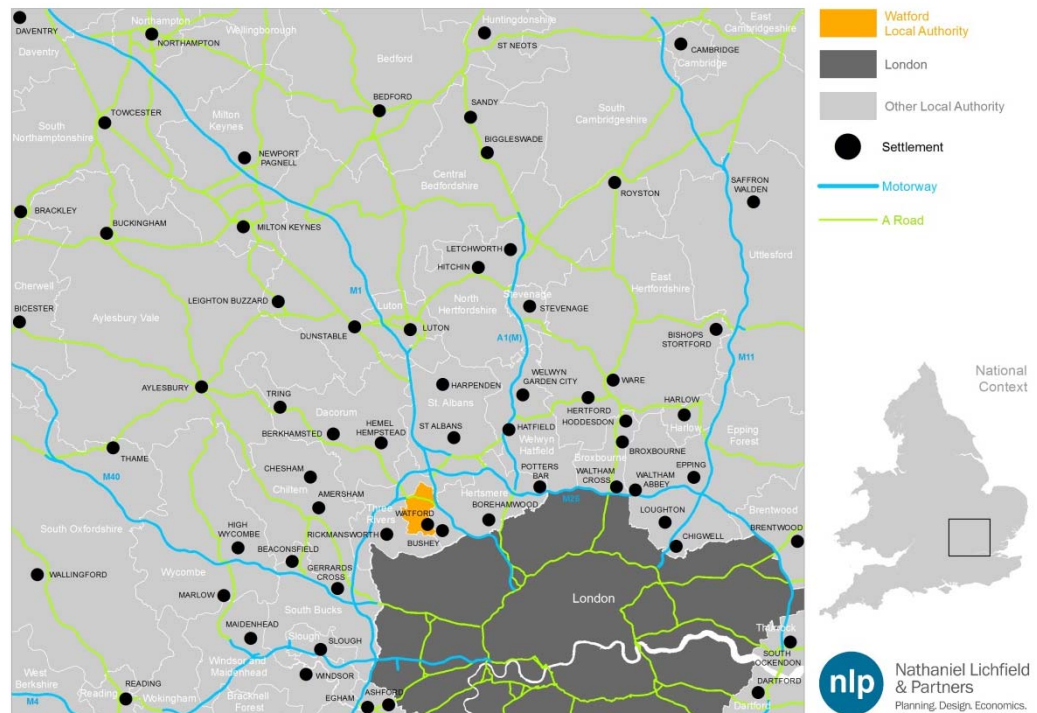 DAVENTRY
Daventry
Northampton
NORTHAMPTON
Wellingborough
Huntingdonshire
ST NEOTS
East
Cambridgeshire
CAMBRIDGE
Cambridge
Bedford
BEDFORD
SANDY
South
Cambridgeshire
TOWCESTER
South
Northamptonshire
Milton
Keynes
NEWPORT
PAGNELL
BIGGLESWADE
Central
Bedfordshire
ROYSTON
SAFFRON
WALDEN
BRACKLEY
BUCKINGHAM
MILTON KEYNES
LETCHWORTH
HITCHIN
Uttlesford
Cherwell
BICESTER
LEIGHTON BUZZARD
M1
Luton
North
Hertfordshire
Stevenage
STEVENAGE
East
Hertfordshire
Aylesbury Vale
DUNSTABLE
LUTON
A1(M)
BISHOPS
STORTFORD
M11
AYLESBURY
TRING
Dacorum
HARPENDEN
St. Albans
WELWYN
GARDEN CITY
WARE
HERTFORD
HODDESDON
HARLOW
Harlow
BERKHAMSTED
HEMEL
HEMPSTEAD
ST ALBANS
HATFIELD
Welwyn
Hatfield
Broxbourne
BROXBOURNE
Epping
Forest
THAME
M40
CHESHAM
Chiltern
AMERSHAM
Three
Rivers
WATFORD
BUSHEY
Hertsmere
BOREHAMWOOD
POTTERS
BAR
M25
WALTHAM
CROSS
WALTHAM
ABBEY
EPPING
LOUGHTON
CHIGWELL
Brentwood
BRENTWOOD
South Oxfordshire
HIGH
WYCOMBE
RICKMANSWORTH
BEACONSFIELD
GERRARDS
CROSS
WALLINGFORD
Wycombe
MARLOW
South Bucks
London
MAIDENHEAD
Slough
SLOUGH
Windsor and
Maidenhead
WINDSOR
Thurrock
SOUTH
OCKENDON
West
Berkshire
M4
Reading
READING
Wokingham
Bracknell
Forest
EGHAM
ASHFORD
DARTFORD
Dartford
Watford
Local Authority
London
Other Local Authority
Settlement
Motorway
A Road
National
Context
nlp
Nathaniel Lichfield
& Partners
Planning. Design. Economics.